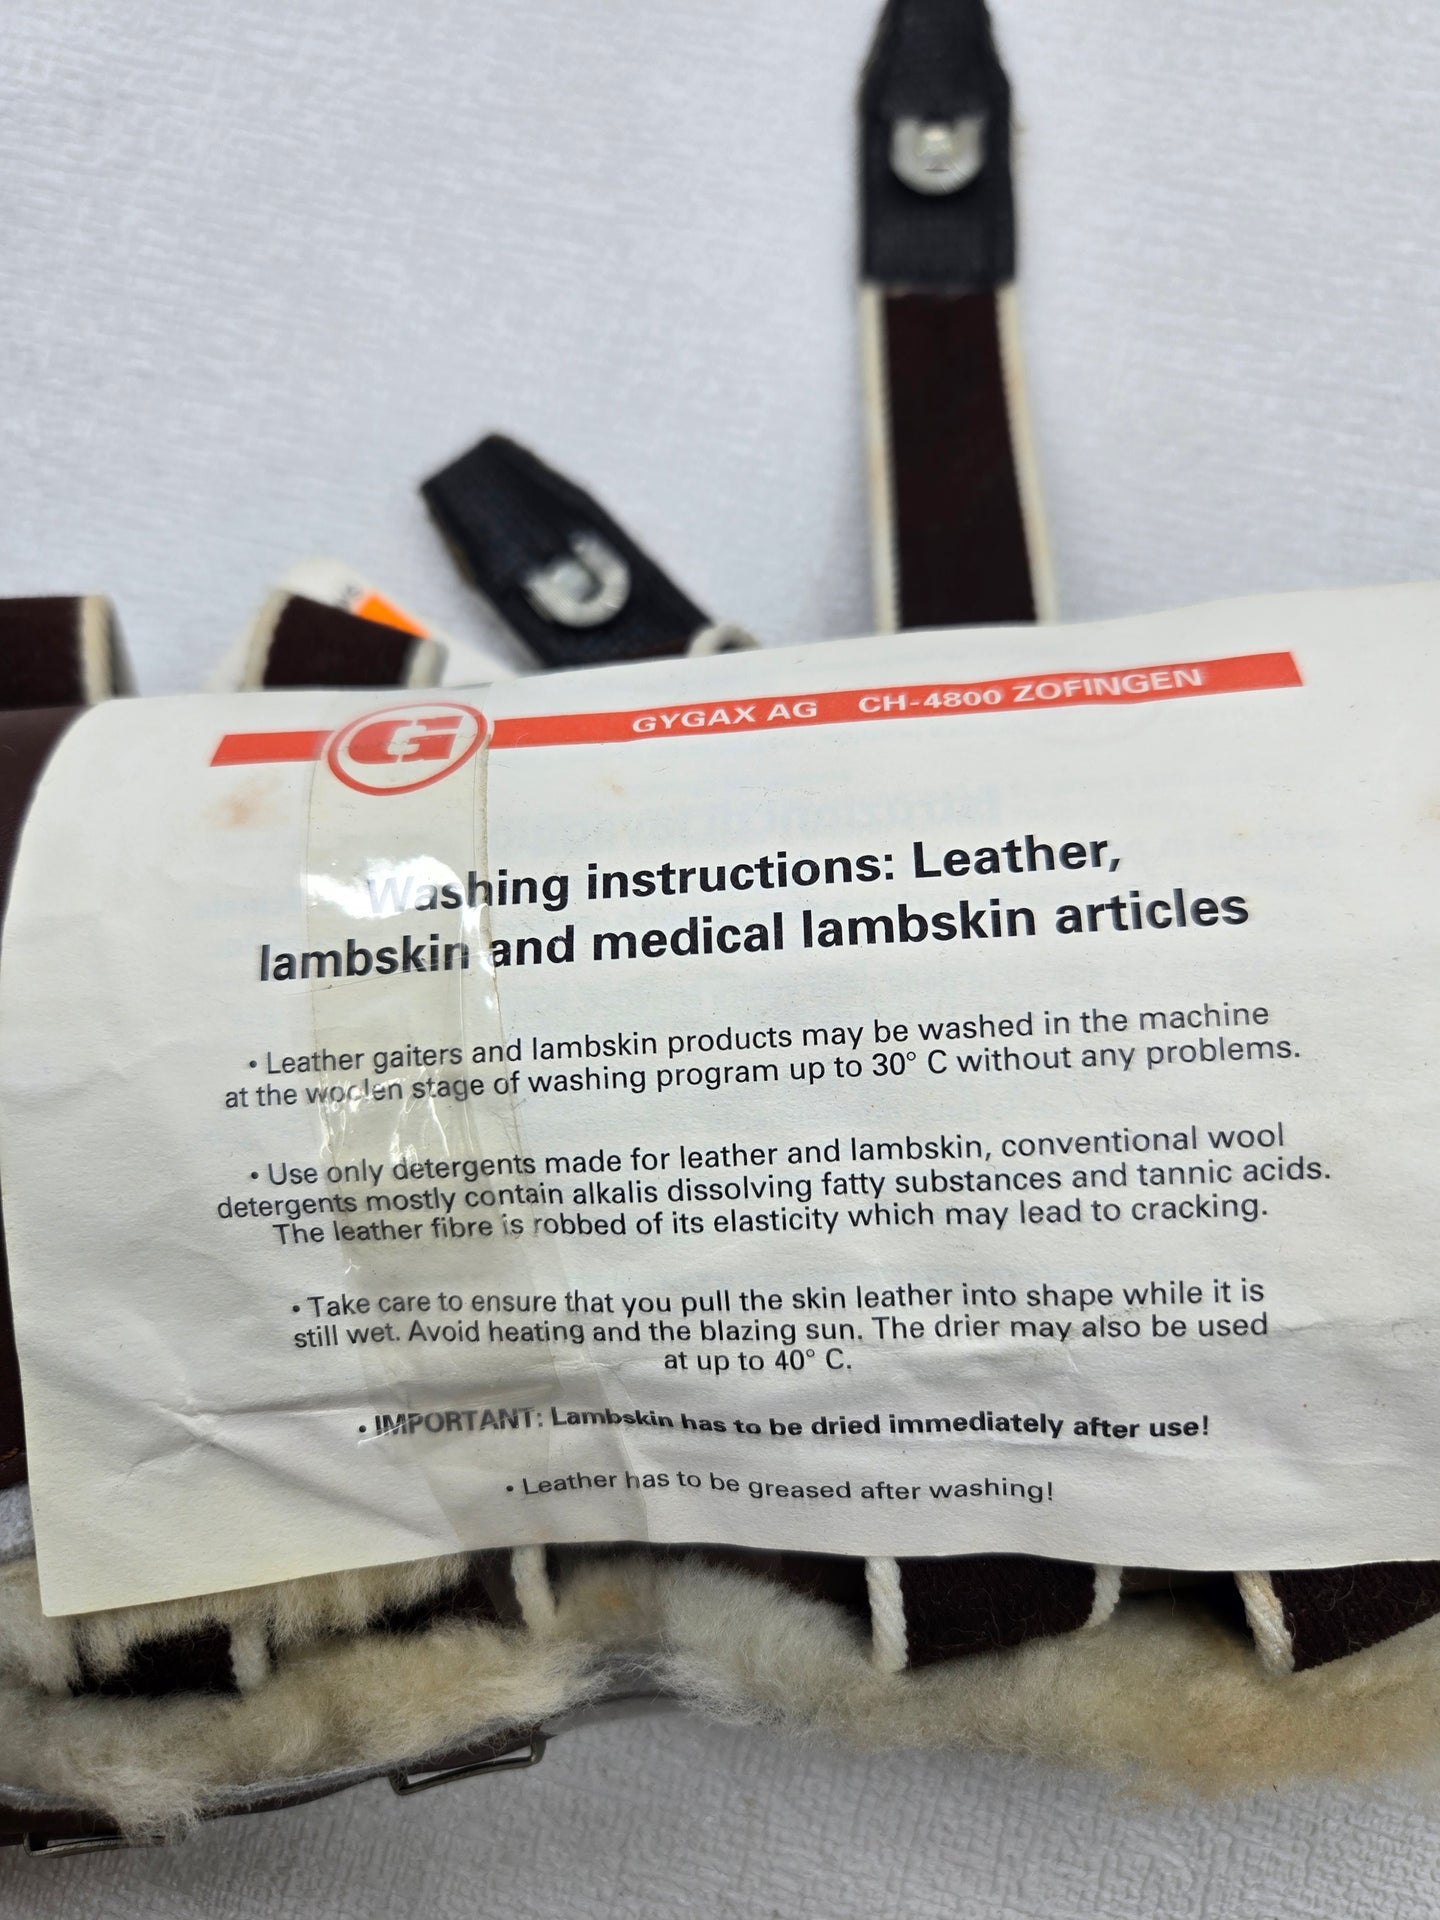 G
GYGAX AG CH-4800 ZOFINGEN
Washing instructions: Leather,
lambskin and medical lambskin articles
• Leather gaiters and lambskin products may be washed in the machine
at the woolen stage of washing program up to 30° C without any problems.
• Use only detergents made for leather and lambskin, conventional wool
detergents mostly contain alkalis dissolving fatty substances and tannic acids.
The leather fibre is robbed of its elasticity which may lead to cracking.
• Take care to ensure that you pull the skin leather into shape while it is
still wet. Avoid heating and the blazing sun. The drier may also be used
at up to 40° C.
• IMPORTANT: Lambskin has to be dried immediately after use!
• Leather has to be greased after washing!